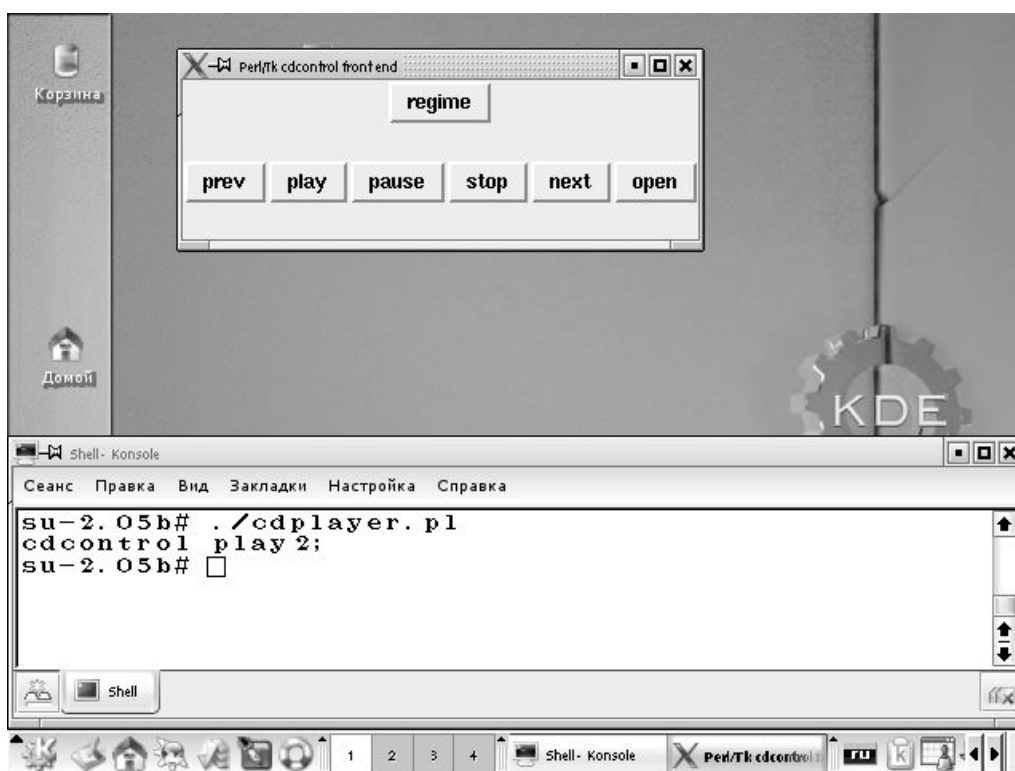 Корзина
Perl/Tk cdcontrol front end
regime
prev play pause stop next open
Домой
KDE
Shell - Konsole
Сеанс Правка Вид Закладки Настройка Справка
su-2.05b# ./cdplayer.pl
cdcontrol play 2;
su-2.05b#
Shell
1 2 3 4 Shell - Konsole Perl/Tk cdcontrol ru